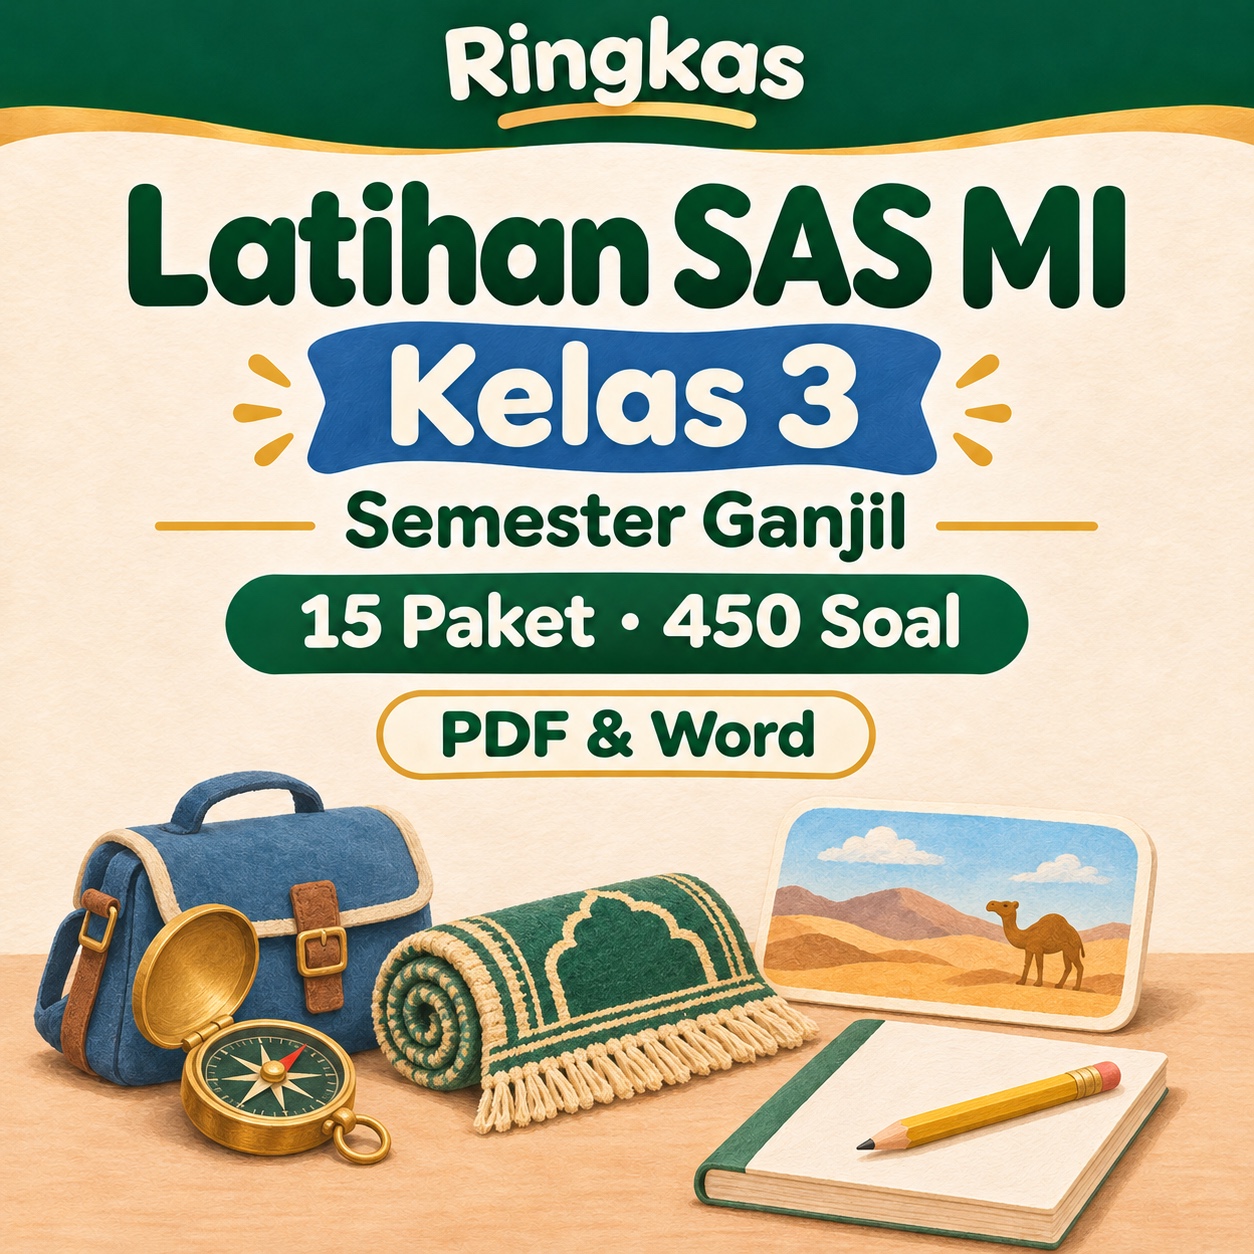 Ringkas
Latihan SAS MI
Kelas 3
Semester Ganjil
15 Paket • 450 Soal
PDF & Word